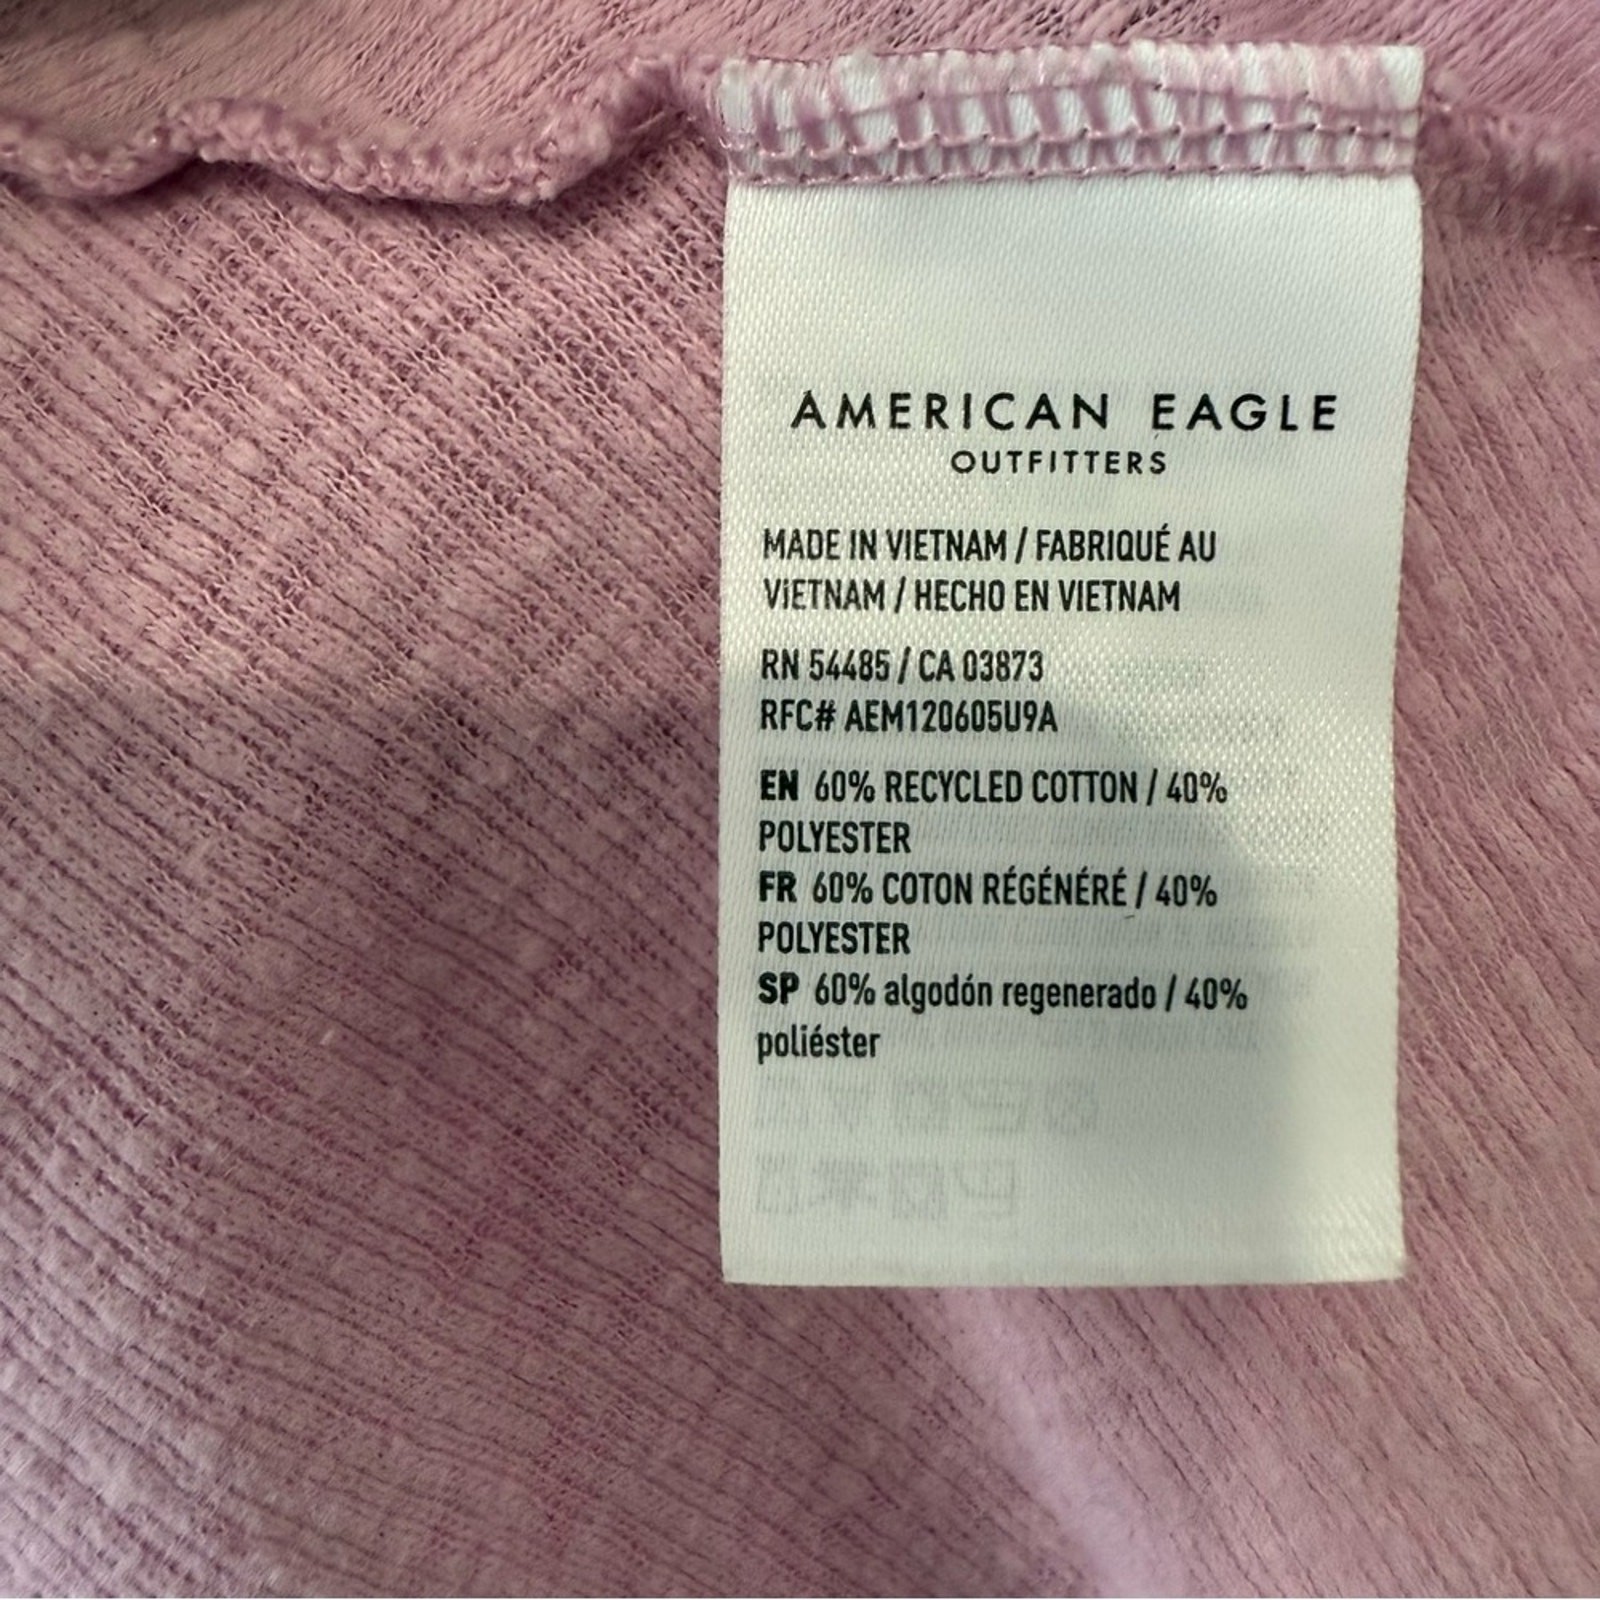 AMERICAN EAGLE
OUTFITTERS
MADE IN VIETNAM / FABRIQUÉ AU
VIETNAM / HECHO EN VIETNAM
RN 54485 / CA 03873
RFC# AEM120605U9A
EN 60% RECYCLED COTTON / 40%
POLYESTER
FR 60% COTON RÉGÉNÉRÉ / 40%
POLYESTER
SP 60% algodón regenerado / 40%
poliéster